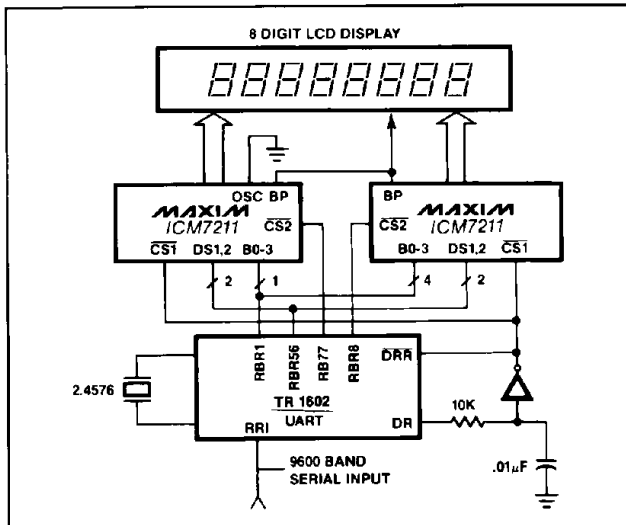 8 DIGIT LCD DISPLAY
88888888
OSC BP
MAXIM
ICM7211
CS2
CS1 DS1,2 B0-3
BP
MAXIM
ICM7211
CS2
B0-3 DS1,2 CS1
2
1
4
2
RBR1
RBR56
RB77
RBR8
DRR
2.4576
TR 1602
UART
RRI
DR
10K
.01µF
9600 BAND
SERIAL INPUT